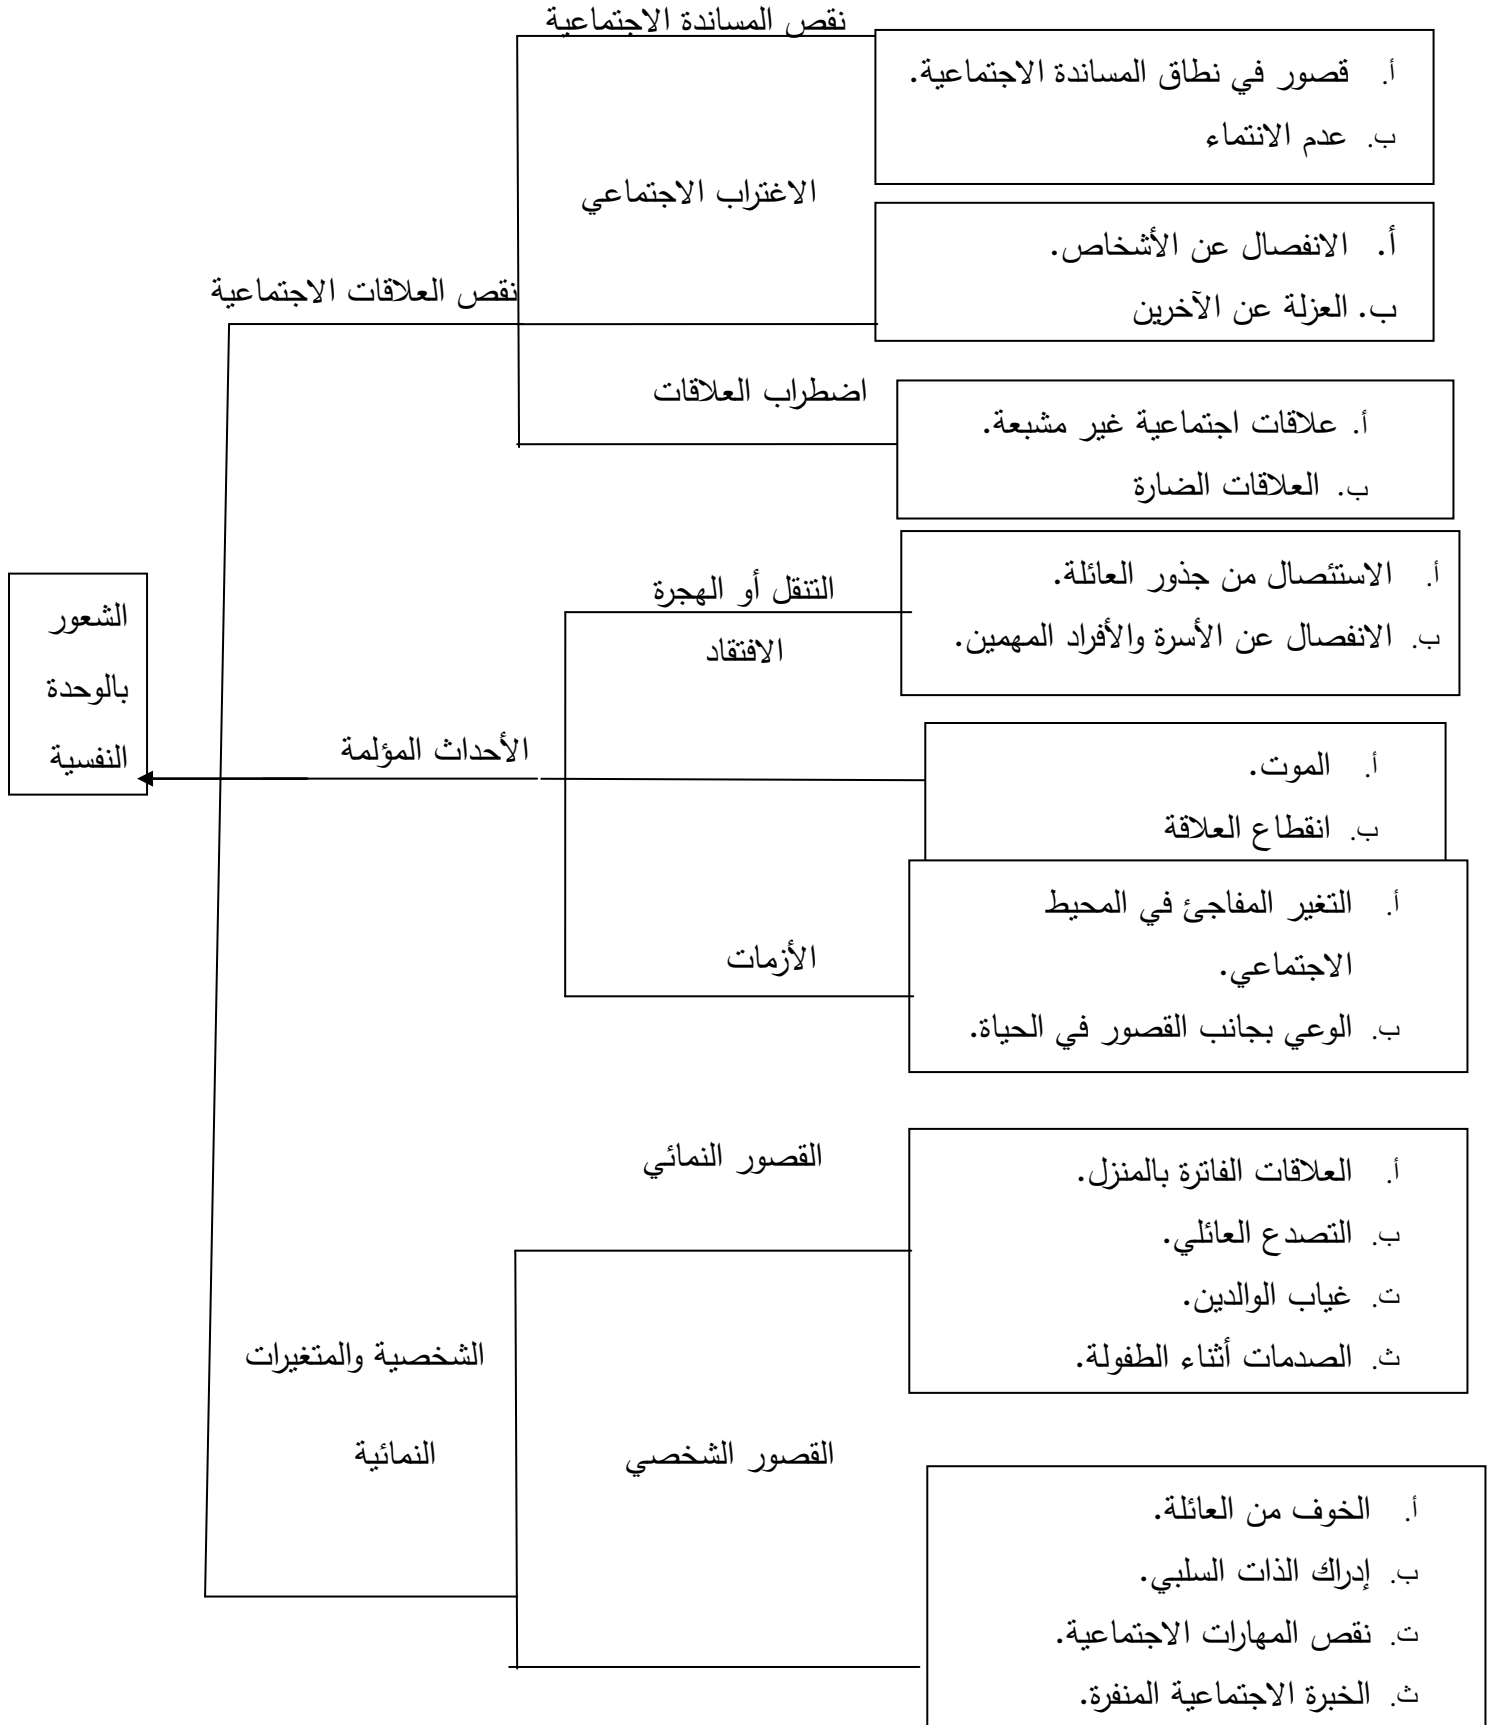 نقص المساندة الاجتماعية
أ. قصور في نطاق المساندة الاجتماعية.
ب. عدم الانتماء
الاغتراب الاجتماعي
أ. الانفصال عن الأشخاص.
ب. العزلة عن الآخرين
نقص العلاقات الاجتماعية
اضطراب العلاقات
أ. علاقات اجتماعية غير مشبعة.
ب. العلاقات الضارة
التنقل أو الهجرة
أ. الاستئصال من جذور العائلة.
ب. الانفصال عن الأسرة والأفراد المهمين.
الافتقاد
الشعور
بالوحدة
النفسية
الأحداث المؤلمة
أ. الموت.
ب. انقطاع العلاقة
الأزمات
أ. التغير المفاجئ في المحيط
الاجتماعي.
ب. الوعي بجانب القصور في الحياة.
القصور النمائي
أ. العلاقات الفاترة بالمنزل.
ب. التصدع العائلي.
ت. غياب الوالدين.
ث. الصدمات أثناء الطفولة.
الشخصية والمتغيرات
النمائية
القصور الشخصي
أ. الخوف من العائلة.
ب. إدراك الذات السلبي.
ت. نقص المهارات الاجتماعية.
ث. الخبرة الاجتماعية المنفرة.